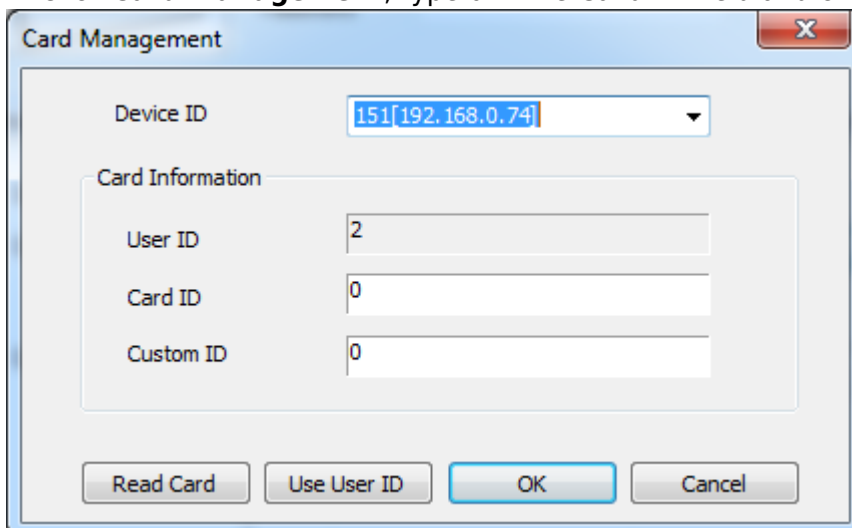 Card Management
Device ID
151[192.168.0.74]
Card Information
User ID
2
Card ID
0
Custom ID
0
Read Card
Use User ID
OK
Cancel